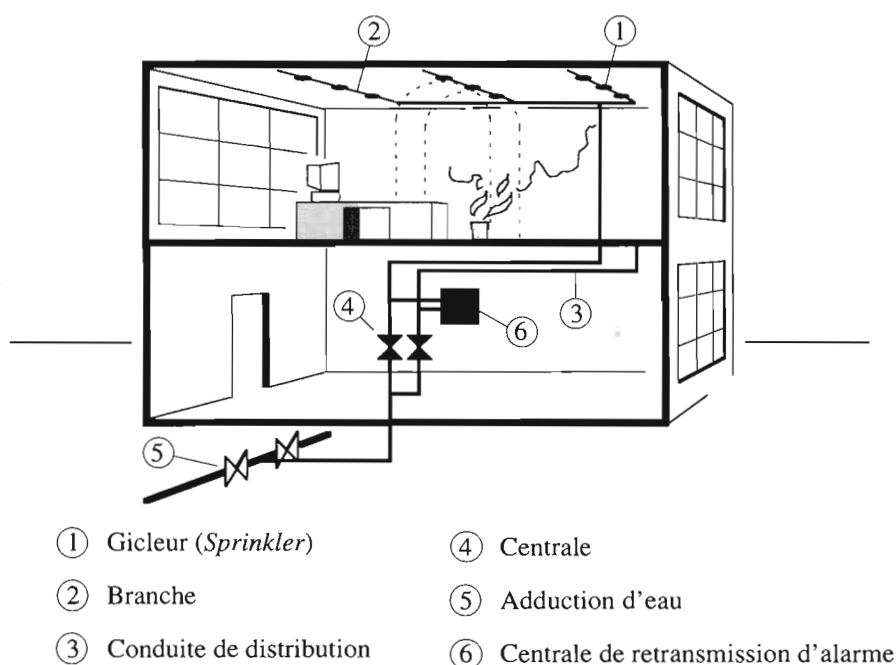 ② ①
④ ⑥ ③
⑤
① Gicleur (Sprinkler)
② Branche
③ Conduite de distribution
④ Centrale
⑤ Adduction d'eau
⑥ Centrale de retransmission d'alarme